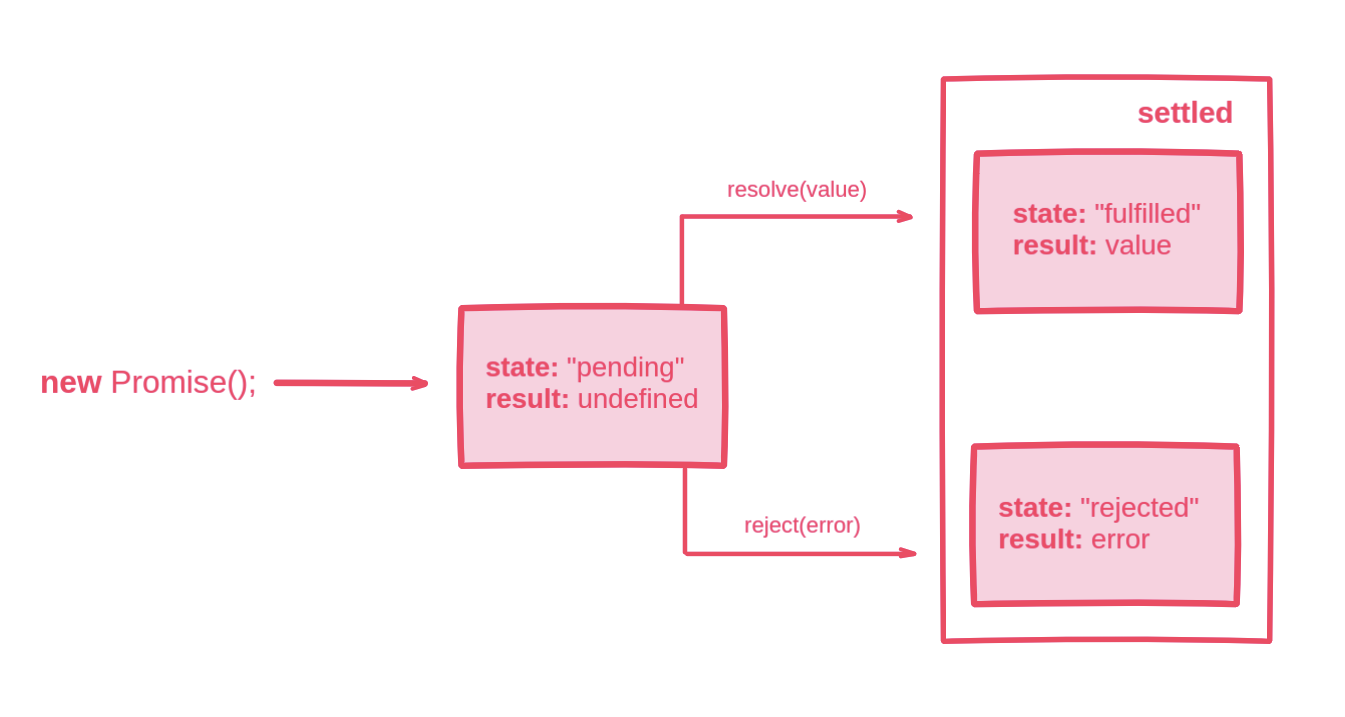 new Promise();
state: "pending"
result: undefined
resolve(value)
reject(error)
settled
state: "fulfilled"
result: value
state: "rejected"
result: error